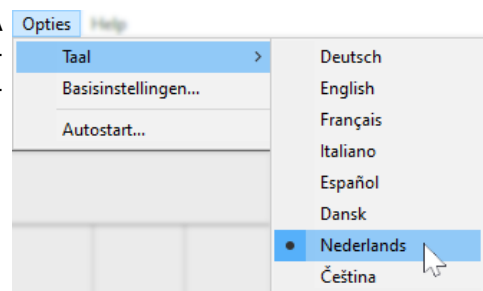 Opties Help
Taal >
Basisinstellingen...
Autostart...
Deutsch
English
Français
Italiano
Español
Dansk
Nederlands
Čeština